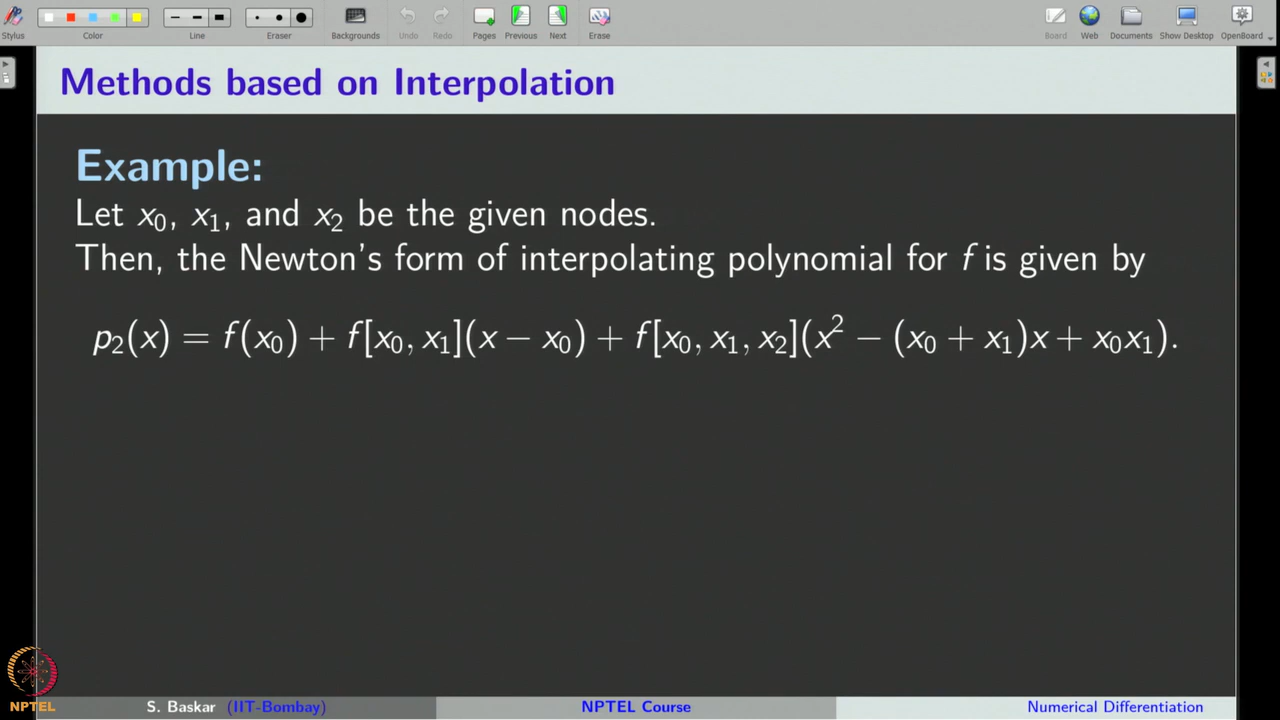 Stylus Color Line Eraser Backgrounds Undo Redo Pages Previous Next Erase Board Web Documents Show Desktop OpenBoard
Methods based on Interpolation
Example:
Let x₀, x₁, and x₂ be the given nodes.
Then, the Newton's form of interpolating polynomial for f is given by
p₂(x) = f(x₀) + f[x₀, x₁](x − x₀) + f[x₀, x₁, x₂](x² − (x₀ + x₁)x + x₀x₁).
NPTEL
S. Baskar (IIT-Bombay) NPTEL Course Numerical Differentiation